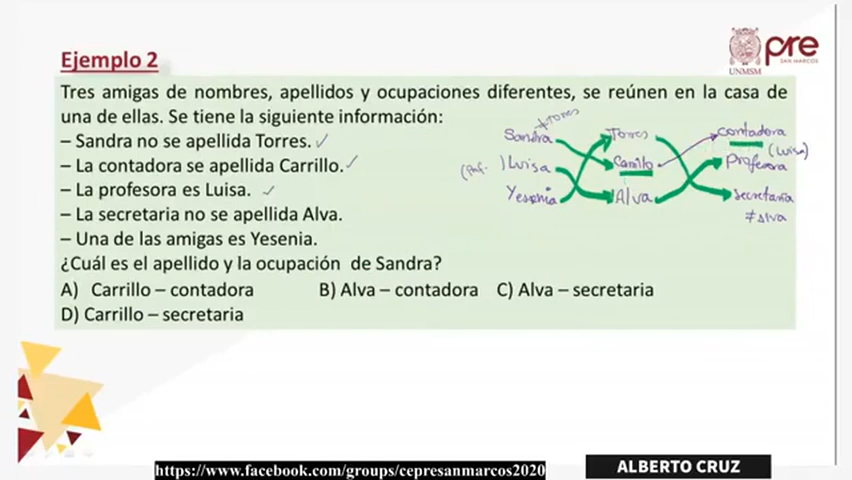 Ejemplo 2
UNMSM
pre
SAN MARCOS
Tres amigas de nombres, apellidos y ocupaciones diferentes, se reúnen en la casa de
una de ellas. Se tiene la siguiente información:
– Sandra no se apellida Torres.
– La contadora se apellida Carrillo.
– La profesora es Luisa.
– La secretaria no se apellida Alva.
– Una de las amigas es Yesenia.
¿Cuál es el apellido y la ocupación de Sandra?
A) Carrillo – contadora B) Alva – contadora C) Alva – secretaria
D) Carrillo – secretaria
≠Torres
Sandra Torres contadora
(Prof. ) Luisa Carrillo Profesora (Luisa)
Yesenia Alva secretaria
≠ Alva
https://www.facebook.com/groups/cepresanmarcos2020
ALBERTO CRUZ